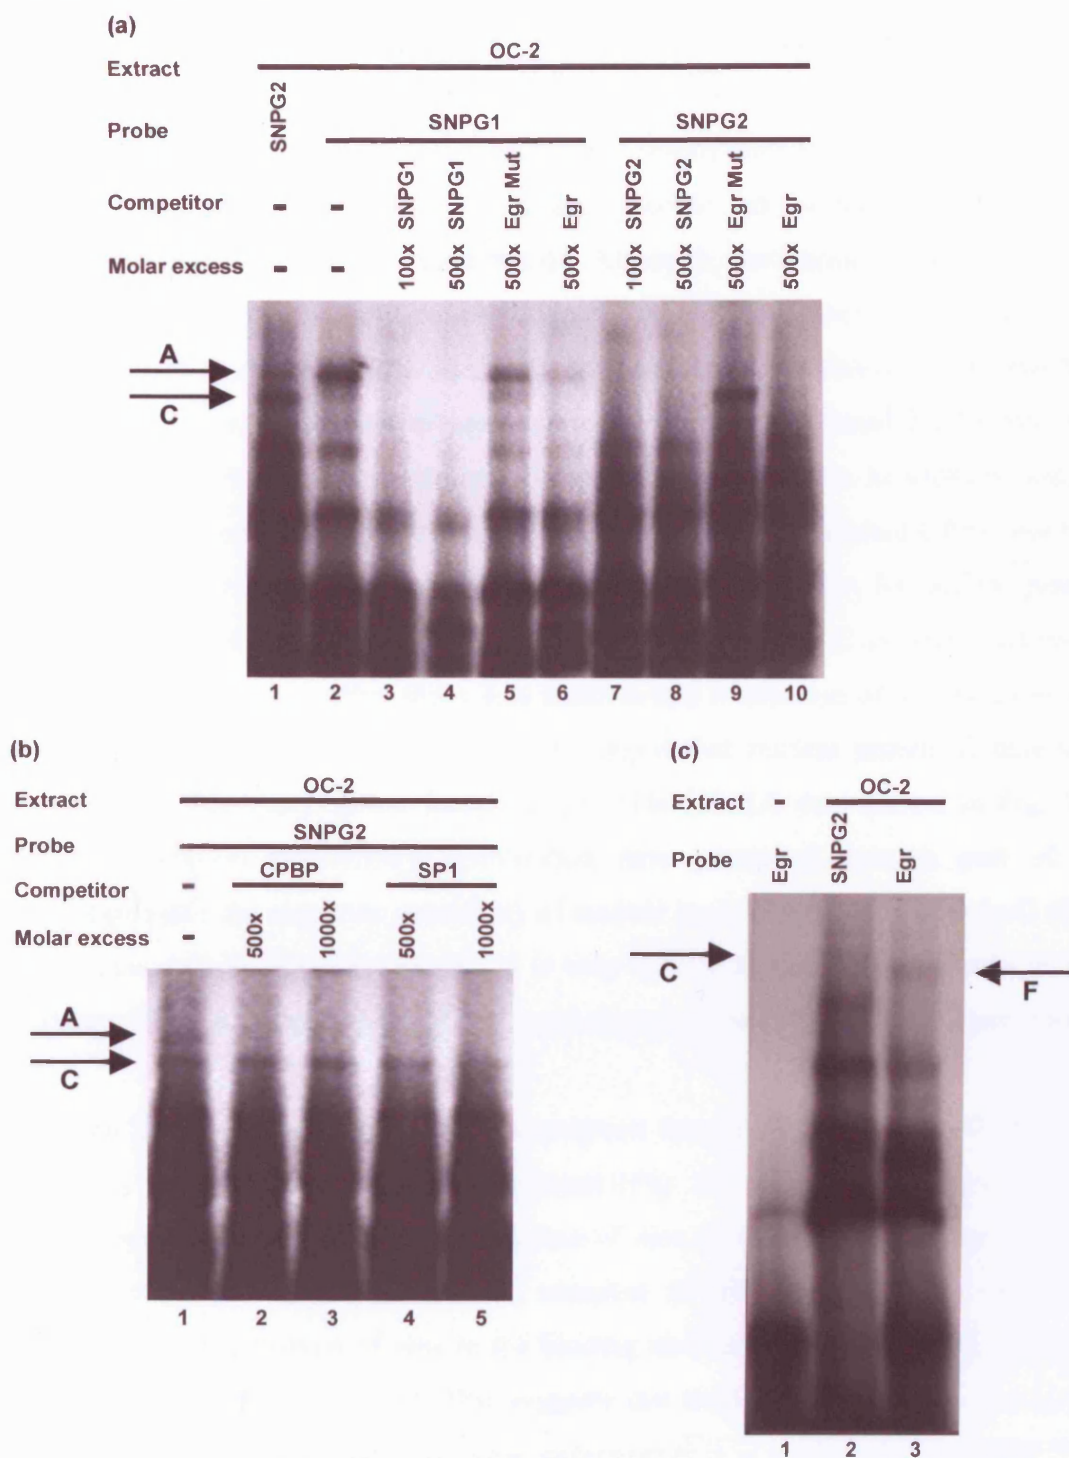 (a)
Extract OC-2
Probe SNPG2 SNPG1 SNPG2
Competitor - - SNPG1 SNPG1 Egr Mut Egr SNPG2 SNPG2 Egr Mut Egr
Molar excess - - 100x 500x 500x 500x 100x 500x 500x 500x
A
C
1 2 3 4 5 6 7 8 9 10
(b)
Extract OC-2
Probe SNPG2
Competitor - CPBP SP1
Molar excess - 500x 1000x 500x 1000x
A
C
1 2 3 4 5
(c)
Extract - OC-2
Probe Egr SNPG2 Egr
C
F
1 2 3